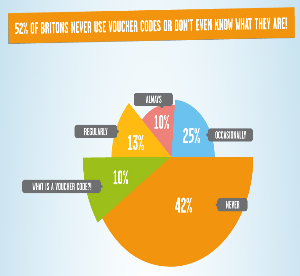 52% OF BRITONS NEVER USE VOUCHER CODES OR DON'T EVEN KNOW WHAT THEY ARE!
ALWAYS
10%
REGULARLY
13%
25%
OCCASIONALLY
WHAT IS A VOUCHER CODE?!
10%
42%
NEVER